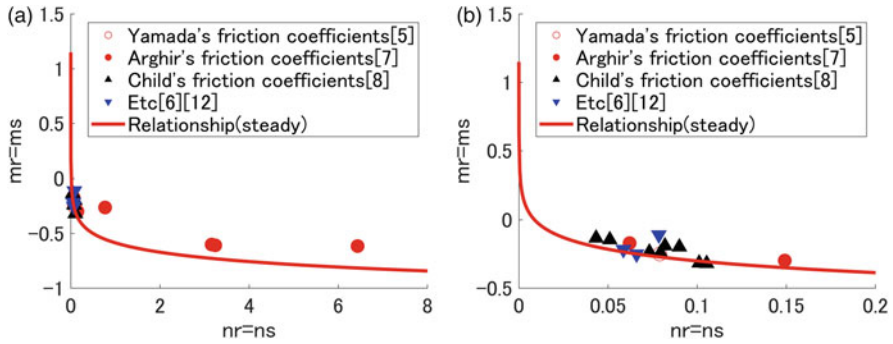 (a)
1.5
1
0.5
0
−0.5
−1
mr=ms
0 2 4 6 8
nr=ns
Yamada's friction coefficients[5]
Arghir's friction coefficients[7]
Child's friction coefficients[8]
Etc[6][12]
Relationship(steady)
(b)
1.5
1
0.5
0
−0.5
mr=ms
0 0.05 0.1 0.15 0.2
nr=ns
Yamada's friction coefficients[5]
Arghir's friction coefficients[7]
Child's friction coefficients[8]
Etc[6][12]
Relationship(steady)